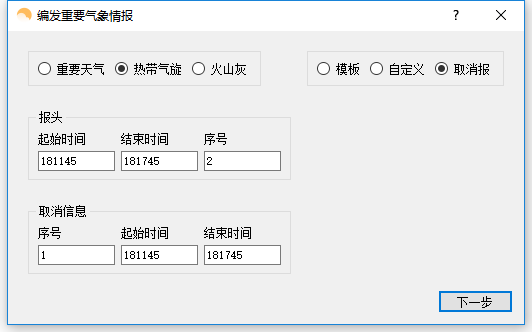 编发重要气象情报
重要天气 热带气旋 火山灰 模板 自定义 取消报
报头
起始时间 结束时间 序号
181145 181745 2
取消信息
序号 起始时间 结束时间
1 181145 181745
下一步